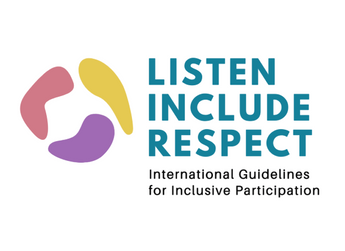 LISTEN
INCLUDE
RESPECT
International Guidelines
for Inclusive Participation